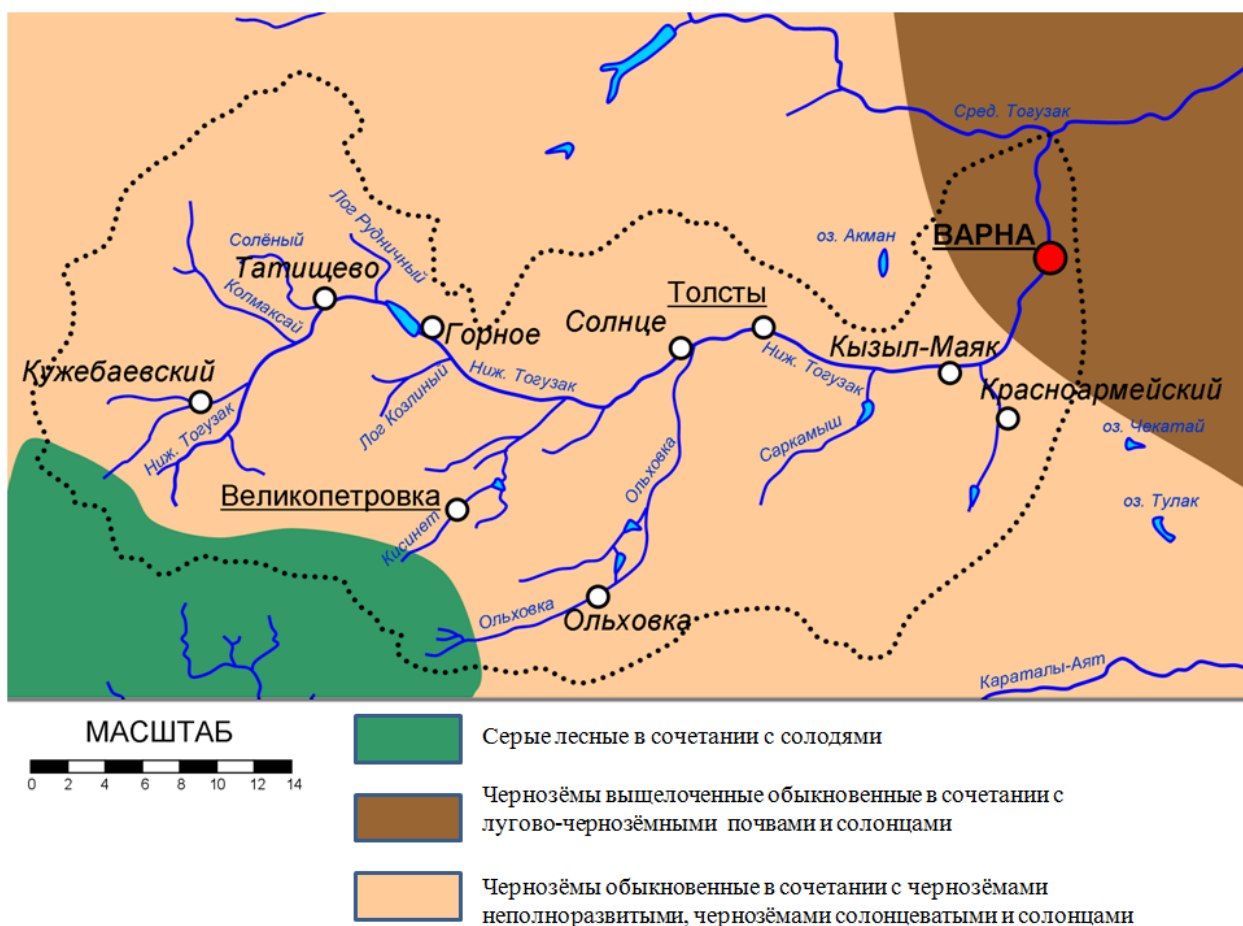 Сред. Тогузак
Лог Рудничный
Солёный
оз. Акман
ВАРНА
Татищево
Колмаксай
Толсты
Горное
Солнце
Кызыл-Маяк
Кужебаевский
Ниж. Тогузак
Ниж. Тогузак
Красноармейский
Лог Козлиный
Ниж. Тогузак
оз. Чекатай
Саркамыш
Ольховка
Великопетровка
оз. Тулак
Кисинет
Ольховка
Ольховка
Караталы-Аят
МАСШТАБ
0 2 4 6 8 10 12 14
Серые лесные в сочетании с солодями
Чернозёмы выщелоченные обыкновенные в сочетании с
лугово-чернозёмными почвами и солонцами
Чернозёмы обыкновенные в сочетании с чернозёмами
неполноразвитыми, чернозёмами солонцеватыми и солонцами